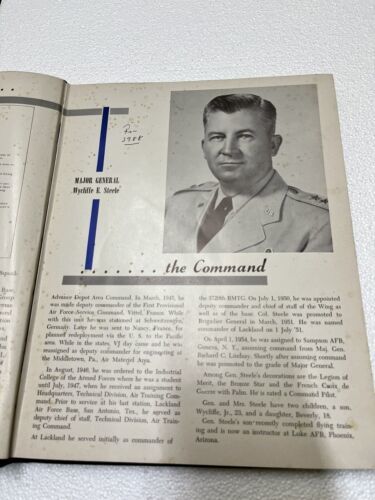 MAJOR GENERAL
Wycliffe E. Steele
. . . . . . . the Command
Advance Depot Area Command. In March, 1945, he
was made deputy commander of the First Provisional
Air Force Service Command, Vittel, France. While
with this unit he was stationed at
Germany. Later he was sent to Nancy, France, for
planned redeployment via the U. S. to the Pacific
area. While in the states, VJ day came and he was
reassigned as deputy commander for engineering at
the Middletown, Pa., Air Materiel Area.
In August, 1946, he was ordered to the Industrial
College of the Armed Forces where he was a student
until July, 1947, when he received an assignment to
Headquarters, Technical Division, Air Training Com-
mand. Prior to service at his last station, Lackland
Air Force Base, San Antonio, Tex., he served as
deputy chief of staff, Technical Division, Air Train-
ing Command.
At Lackland he served initially as commander of
the 3720th BMTG. On July 1, 1950, he was appointed
deputy commander and chief of staff of the Wing as
well as of the base. Col. Steele was promoted to
Brigadier General in March, 1951. He was named
commander of Lackland on 1 July '51.
On April 1, 1954, he was assigned to Sampson AFB,
Geneva, N. Y., assuming command from Maj. Gen.
Richard C. Lindsay. Shortly after assuming command
he was promoted to the grade of Major General.
Among Gen. Steele's decorations are the Legion of
Merit, the Bronze Star and the French Croix de
Guerre with Palm. He is rated a Command Pilot.
Gen. and Mrs. Steele have two children, a son,
Wycliffe, Jr., 23, and a daughter, Beverly, 18.
Gen. Steele's son recently completed flying train-
ing and is now an instructor at Luke AFB, Phoenix,
Arizona.